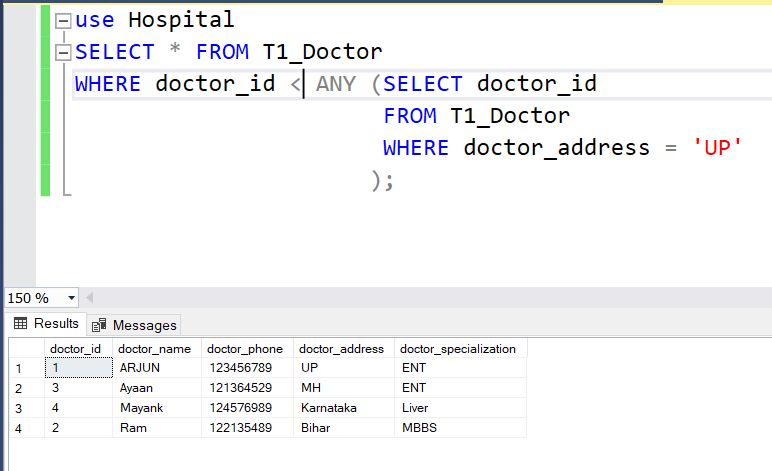 use Hospital
SELECT * FROM T1_Doctor
WHERE doctor_id < ANY (SELECT doctor_id
FROM T1_Doctor
WHERE doctor_address = 'UP'
);
150 %
Results Messages
doctor_id doctor_name doctor_phone doctor_address doctor_specialization
1 1 ARJUN 123456789 UP ENT
2 3 Ayaan 121364529 MH ENT
3 4 Mayank 124576989 Karnataka Liver
4 2 Ram 122135489 Bihar MBBS